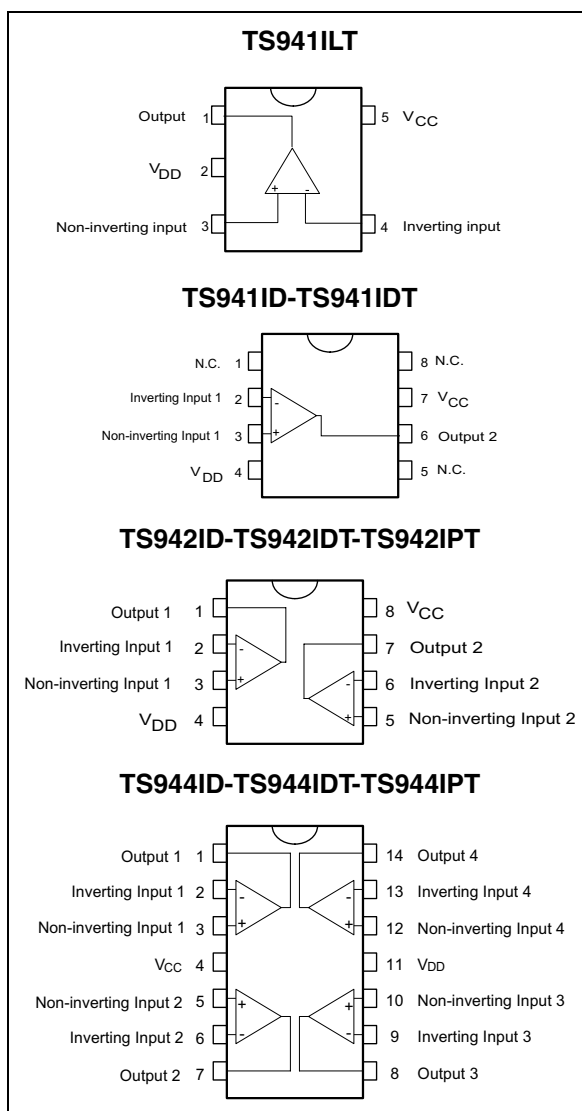 TS941ILT
Output 1 5 VCC
VDD 2
+ -
Non-inverting input 3 4 Inverting input
TS941ID-TS941IDT
N.C. 1 8 N.C.
Inverting Input 1 2 - 7 VCC
Non-inverting Input 1 3 + 6 Output 2
VDD 4 5 N.C.
TS942ID-TS942IDT-TS942IPT
Output 1 1 8 VCC
Inverting Input 1 2 - 7 Output 2
Non-inverting Input 1 3 + - 6 Inverting Input 2
VDD 4 + 5 Non-inverting Input 2
TS944ID-TS944IDT-TS944IPT
Output 1 1 14 Output 4
Inverting Input 1 2 - - 13 Inverting Input 4
Non-inverting Input 1 3 + + 12 Non-inverting Input 4
VCC 4 11 VDD
Non-inverting Input 2 5 + + 10 Non-inverting Input 3
Inverting Input 2 6 - - 9 Inverting Input 3
Output 2 7 8 Output 3